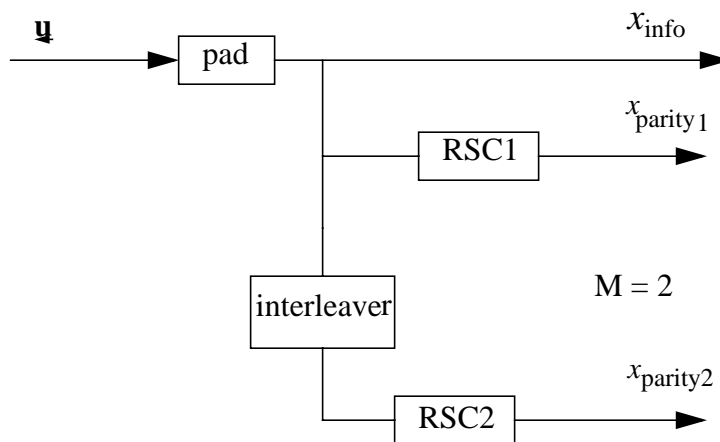 u
pad
x_info
x_parity1
RSC1
interleaver
M = 2
x_parity2
RSC2